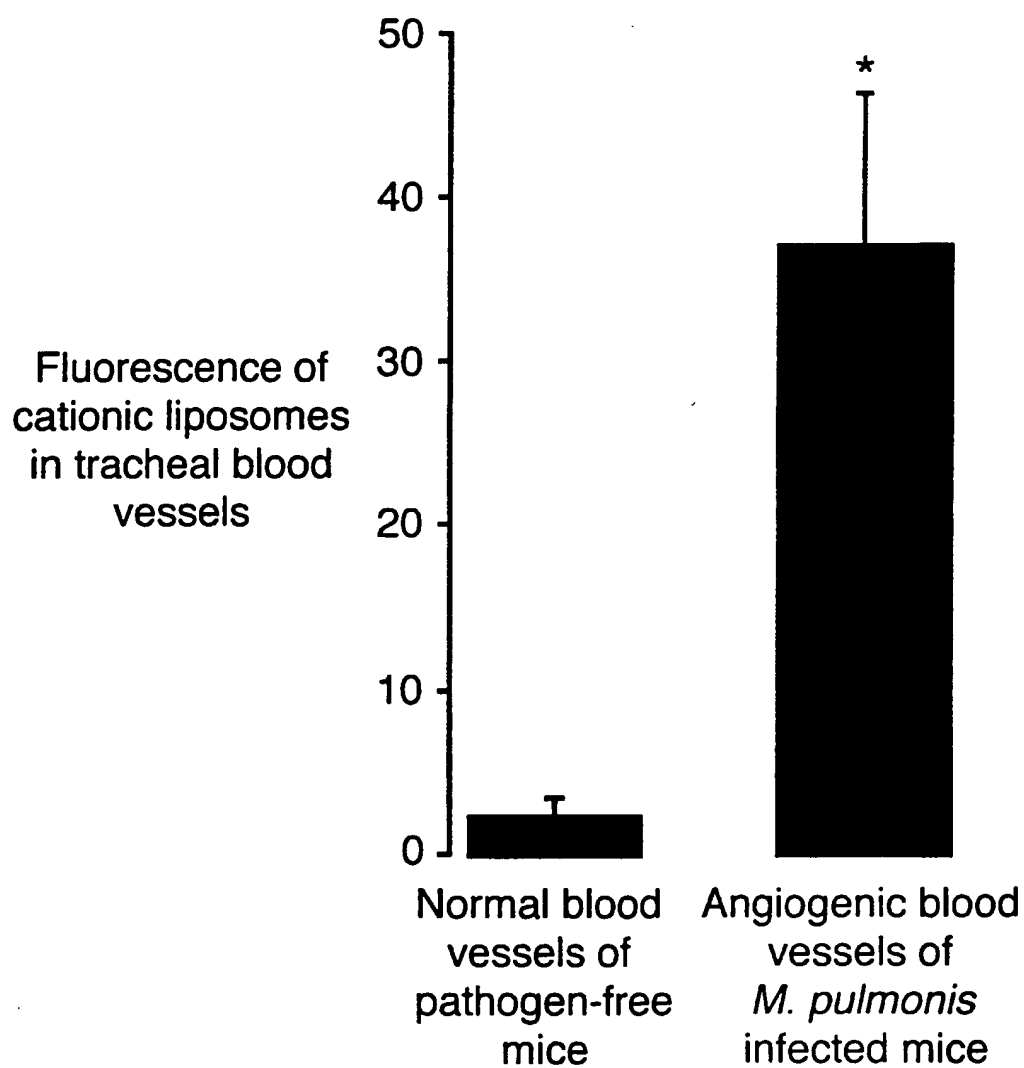 50
*
40
Fluorescence of
cationic liposomes
in tracheal blood
vessels
30
20
10
0
Normal blood
vessels of
pathogen-free
mice
Angiogenic blood
vessels of
M. pulmonis
infected mice